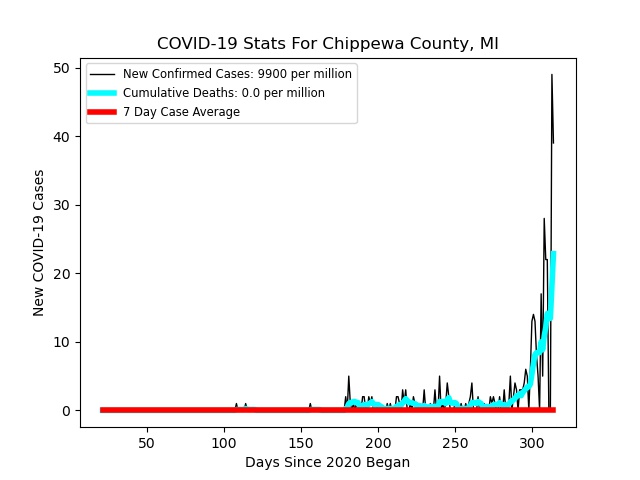 COVID-19 Stats For Chippewa County, MI
New Confirmed Cases: 9900 per million
Cumulative Deaths: 0.0 per million
7 Day Case Average
New COVID-19 Cases
50
40
30
20
10
0
50 100 150 200 250 300
Days Since 2020 Began